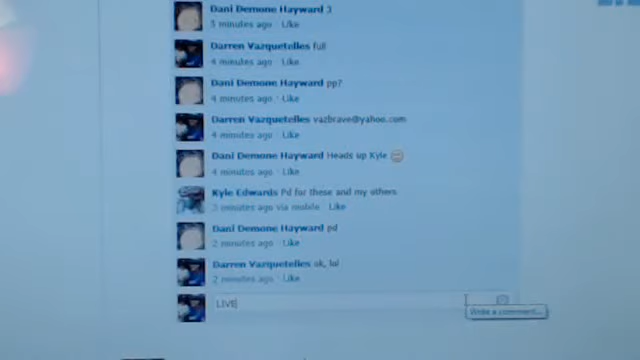 Dani Demone Hayward 3
5 minutes ago · Like
Darren Vazquetelles full
4 minutes ago · Like
Dani Demone Hayward pp?
4 minutes ago · Like
Darren Vazquetelles vazbrave@yahoo.com
4 minutes ago · Like
Dani Demone Hayward Heads up Kyle
4 minutes ago · Like
Kyle Edwards Pd for these and my others
3 minutes ago via mobile · Like
Dani Demone Hayward pd
2 minutes ago · Like
Darren Vazquetelles ok, lol
2 minutes ago · Like
LIVE
Write a comment...